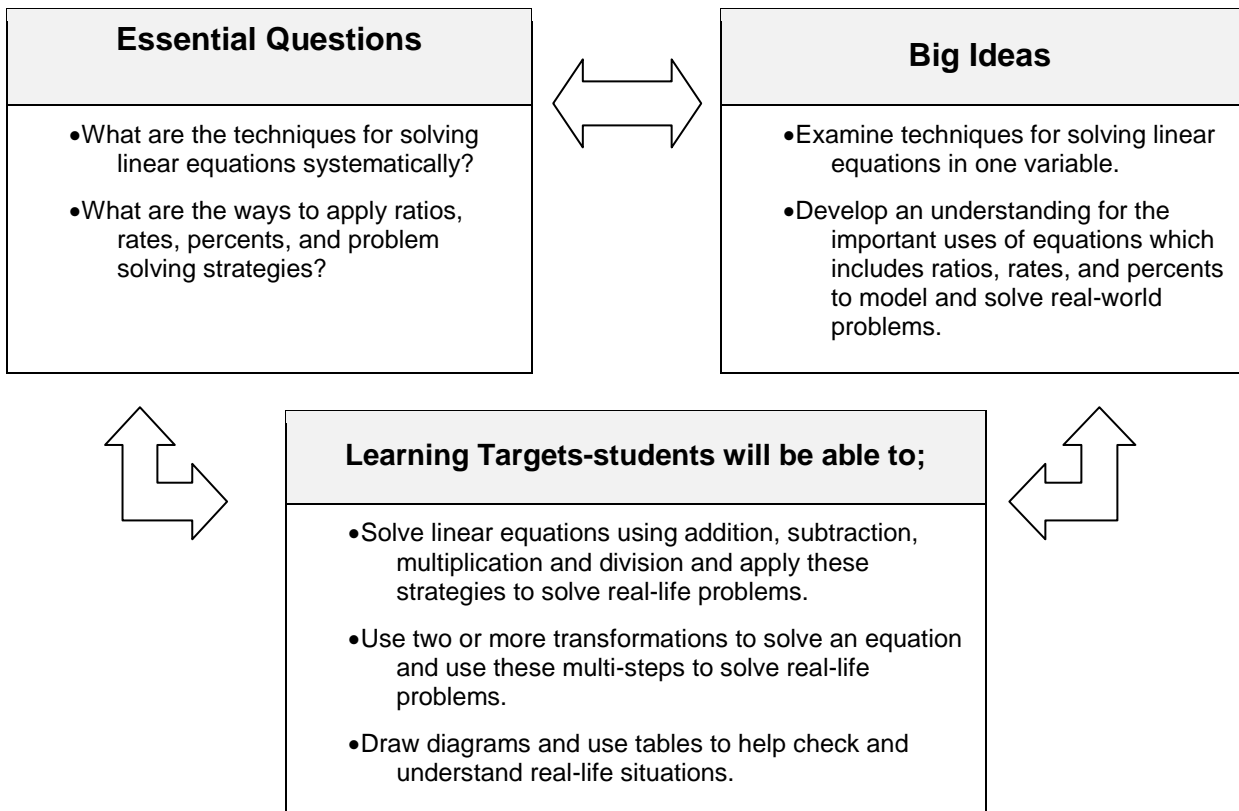 Essential Questions
•What are the techniques for solving
linear equations systematically?
•What are the ways to apply ratios,
rates, percents, and problem
solving strategies?
Big Ideas
•Examine techniques for solving linear
equations in one variable.
•Develop an understanding for the
important uses of equations which
includes ratios, rates, and percents
to model and solve real-world
problems.
Learning Targets-students will be able to;
•Solve linear equations using addition, subtraction,
multiplication and division and apply these
strategies to solve real-life problems.
•Use two or more transformations to solve an equation
and use these multi-steps to solve real-life
problems.
•Draw diagrams and use tables to help check and
understand real-life situations.